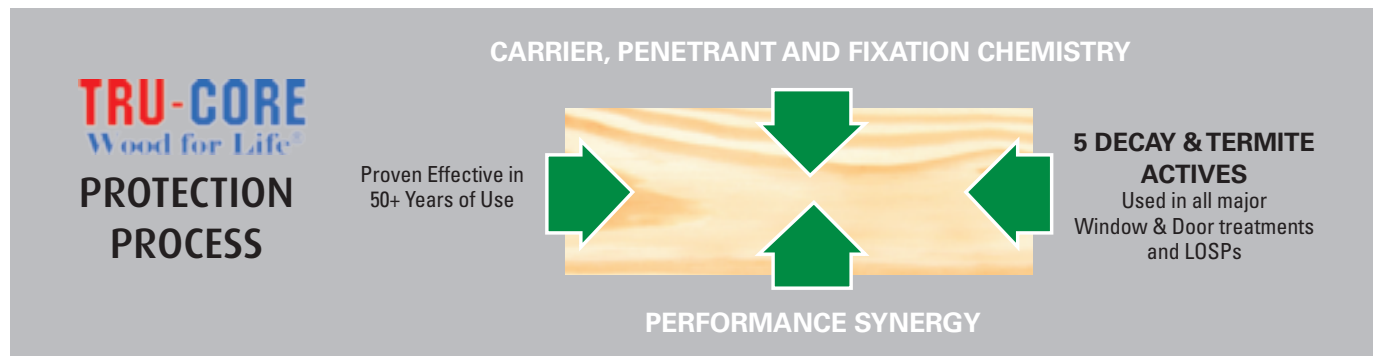 TRU-CORE
Wood for Life®
PROTECTION
PROCESS
CARRIER, PENETRANT AND FIXATION CHEMISTRY
Proven Effective in
50+ Years of Use
5 DECAY & TERMITE
ACTIVES
Used in all major
Window & Door treatments
and LOSPs
PERFORMANCE SYNERGY